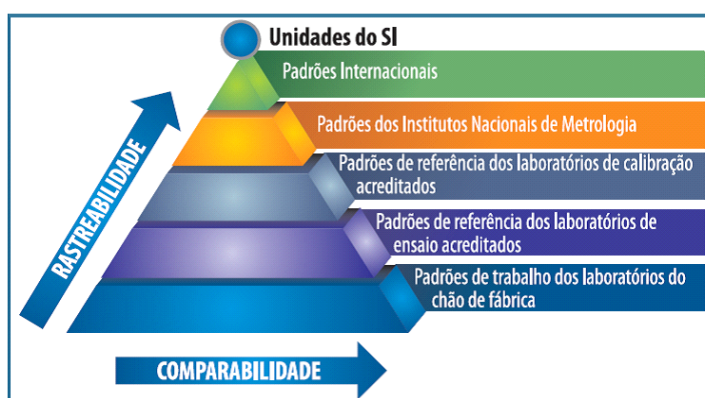 Unidades do SI
Padrões Internacionais
Padrões dos Institutos Nacionais de Metrologia
Padrões de referência dos laboratórios de calibração
acreditados
Padrões de referência dos laboratórios de
ensaio acreditados
Padrões de trabalho dos laboratórios do
chão de fábrica
RASTREABILIDADE
COMPARABILIDADE